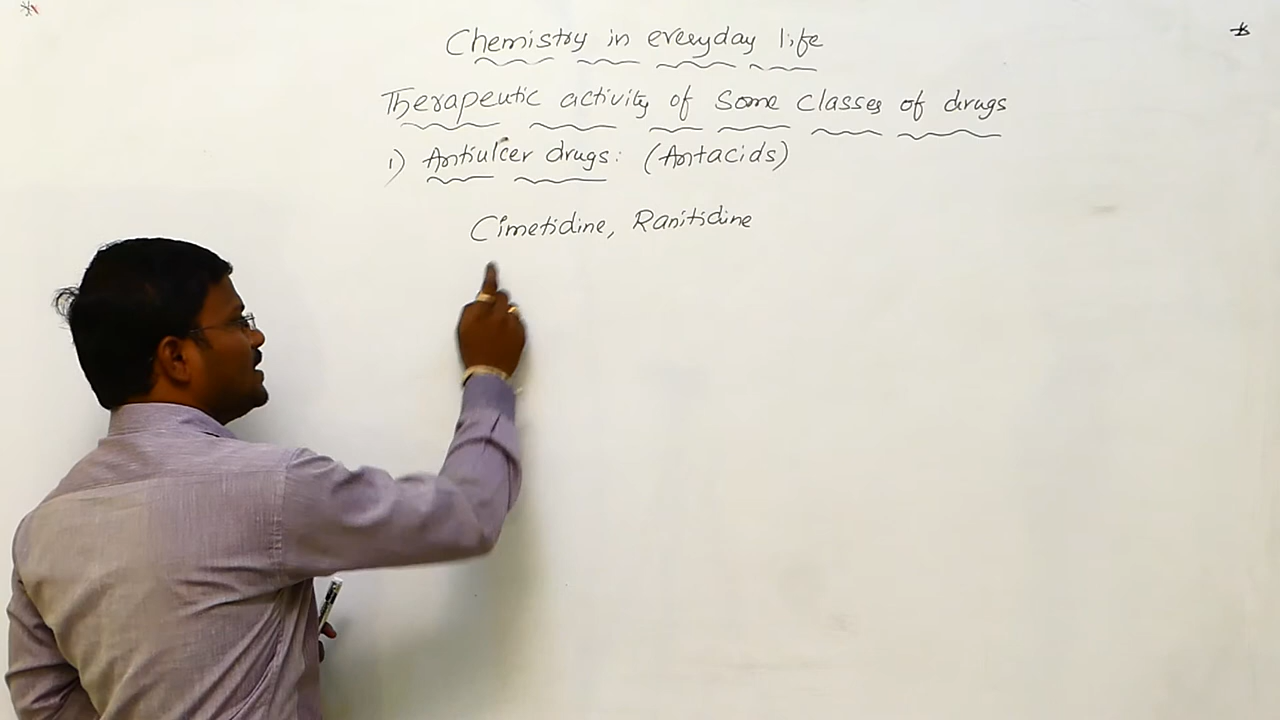 Chemistry in everyday life
Therapeutic activity of Some Classes of drugs
1) Antiulcer drugs: (Antacids)
Cimetidine, Ranitidine